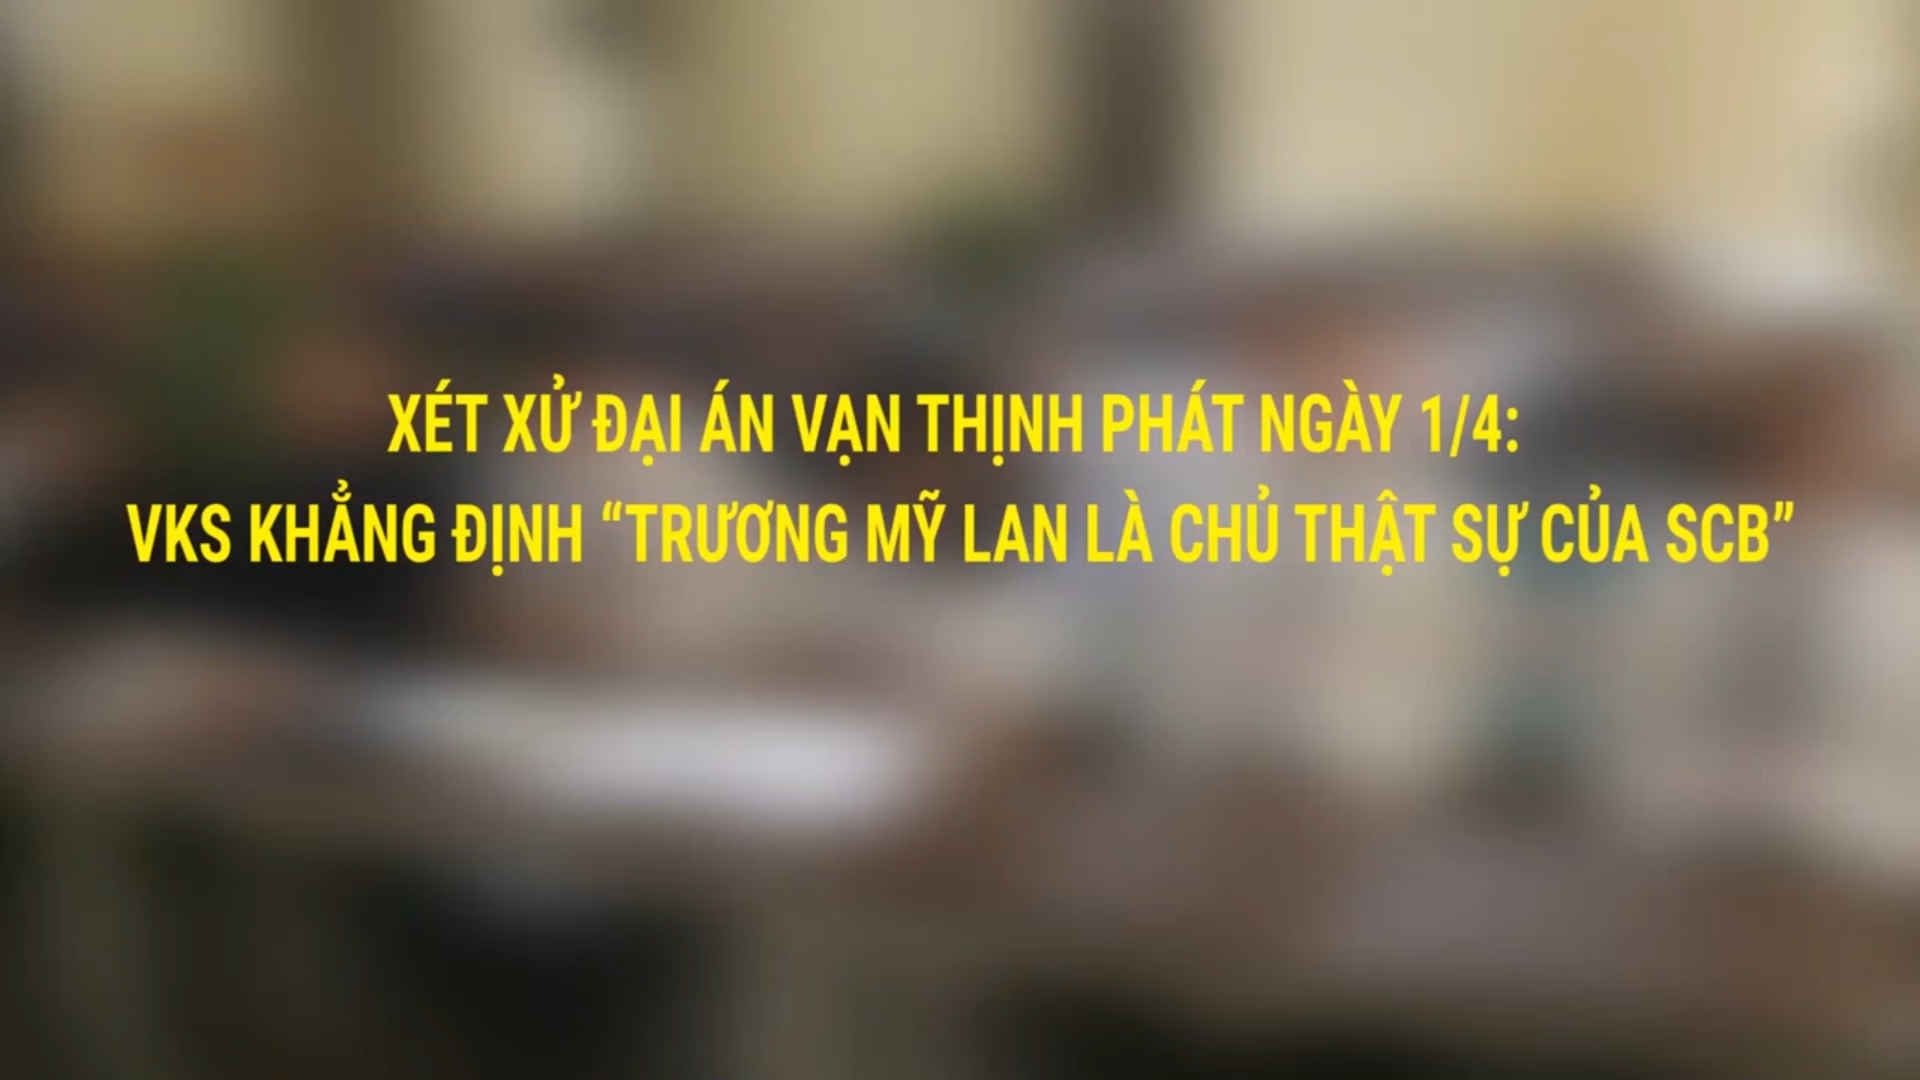 XÉT XỬ ĐẠI ÁN VẠN THỊNH PHÁT NGÀY 1/4:
VKS KHẲNG ĐỊNH “TRƯƠNG MỸ LAN LÀ CHỦ THẬT SỰ CỦA SCB”